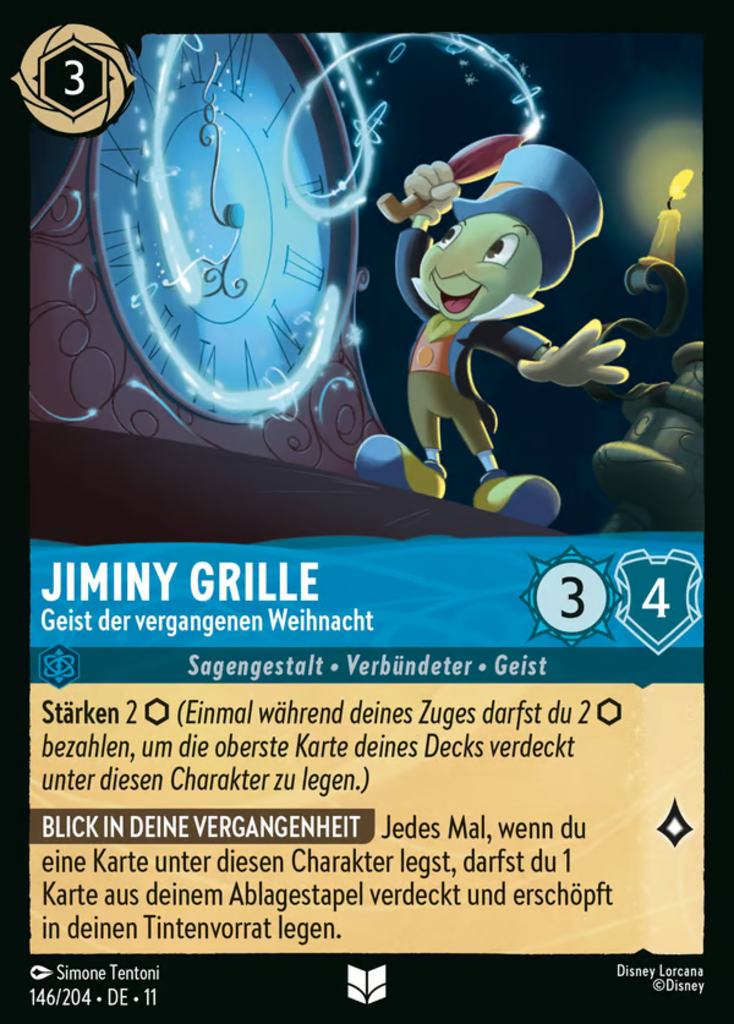 3
JIMINY GRILLE
Geist der vergangenen Weihnacht
3
4
Sagengestalt • Verbündeter • Geist
Stärken 2 ⬡ (Einmal während deines Zuges darfst du 2 ⬡
bezahlen, um die oberste Karte deines Decks verdeckt
unter diesen Charakter zu legen.)
BLICK IN DEINE VERGANGENHEIT Jedes Mal, wenn du
eine Karte unter diesen Charakter legst, darfst du 1
Karte aus deinem Ablagestapel verdeckt und erschöpft
in deinen Tintenvorrat legen.
Simone Tentoni
146/204 • DE • 11
Disney Lorcana
©Disney